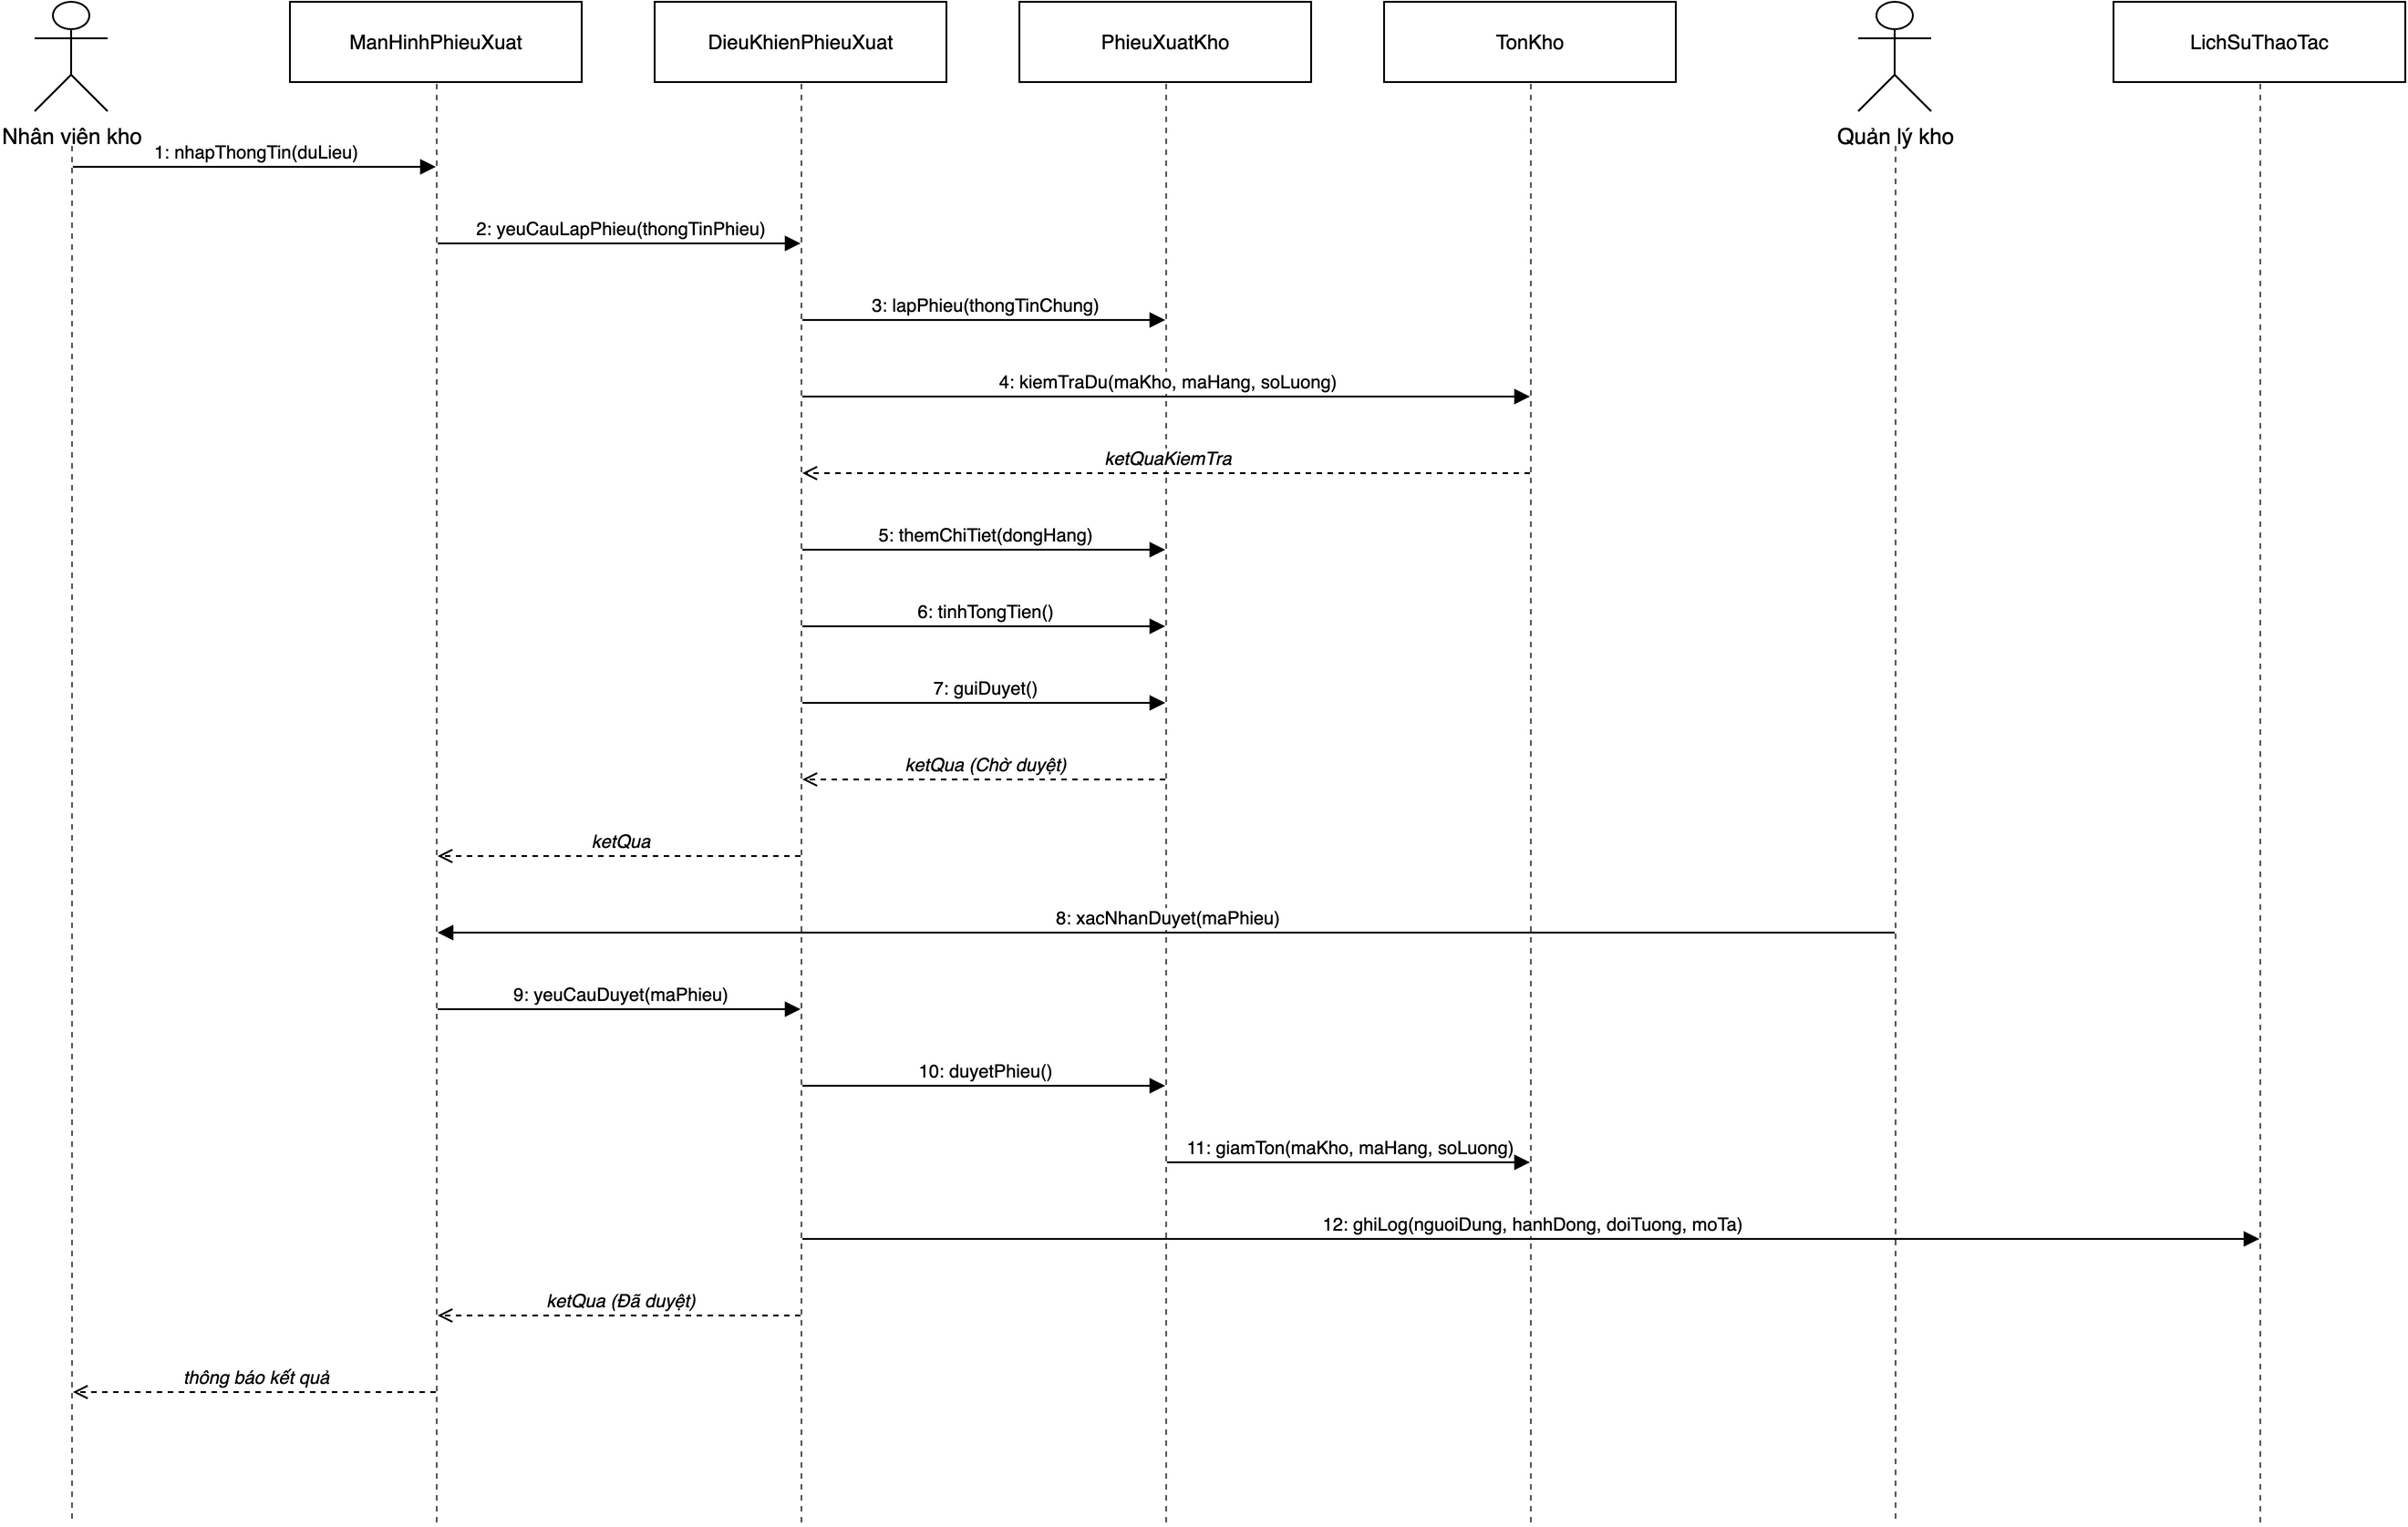 ManHinhPhieuXuat
DieuKhienPhieuXuat
PhieuXuatKho
TonKho
LichSuThaoTac
Nhân viên kho
Quản lý kho
1: nhapThongTin(duLieu)
2: yeuCauLapPhieu(thongTinPhieu)
3: lapPhieu(thongTinChung)
4: kiemTraDu(maKho, maHang, soLuong)
ketQuaKiemTra
5: themChiTiet(dongHang)
6: tinhTongTien()
7: guiDuyet()
ketQua (Chờ duyệt)
ketQua
8: xacNhanDuyet(maPhieu)
9: yeuCauDuyet(maPhieu)
10: duyetPhieu()
11: giamTon(maKho, maHang, soLuong)
12: ghiLog(nguoiDung, hanhDong, doiTuong, moTa)
ketQua (Đã duyệt)
thông báo kết quả